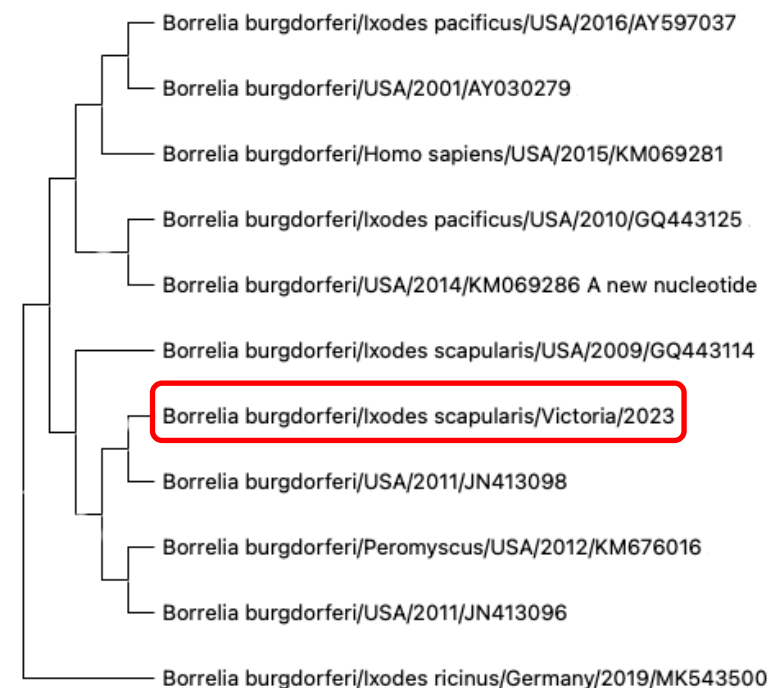 Borrelia burgdorferi/Ixodes pacificus/USA/2016/AY597037
Borrelia burgdorferi/USA/2001/AY030279
Borrelia burgdorferi/Homo sapiens/USA/2015/KM069281
Borrelia burgdorferi/Ixodes pacificus/USA/2010/GQ443125
Borrelia burgdorferi/USA/2014/KM069286 A new nucleotide
Borrelia burgdorferi/Ixodes scapularis/USA/2009/GQ443114
Borrelia burgdorferi/Ixodes scapularis/Victoria/2023
Borrelia burgdorferi/USA/2011/JN413098
Borrelia burgdorferi/Peromyscus/USA/2012/KM676016
Borrelia burgdorferi/USA/2011/JN413096
Borrelia burgdorferi/Ixodes ricinus/Germany/2019/MK543500